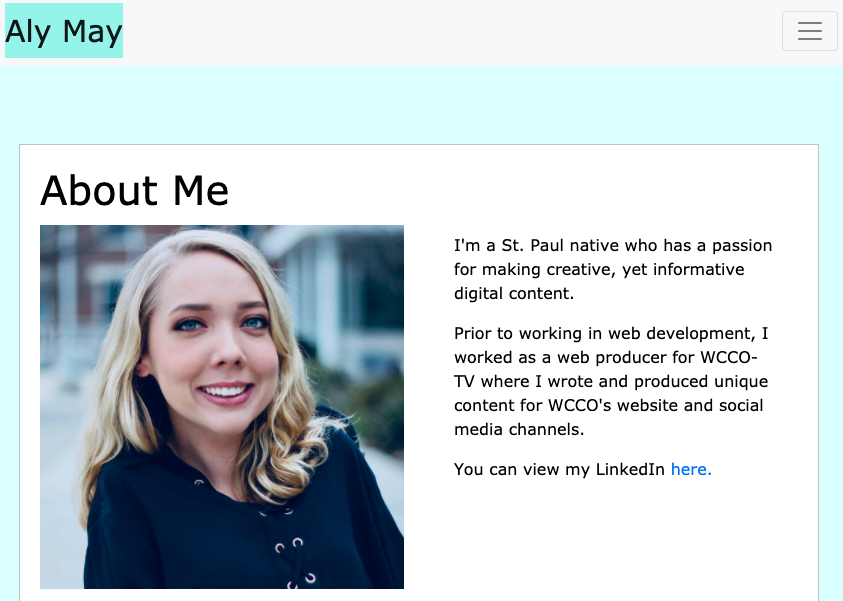 Aly May
About Me
I'm a St. Paul native who has a passion
for making creative, yet informative
digital content.
Prior to working in web development, I
worked as a web producer for WCCO-
TV where I wrote and produced unique
content for WCCO's website and social
media channels.
You can view my LinkedIn here.